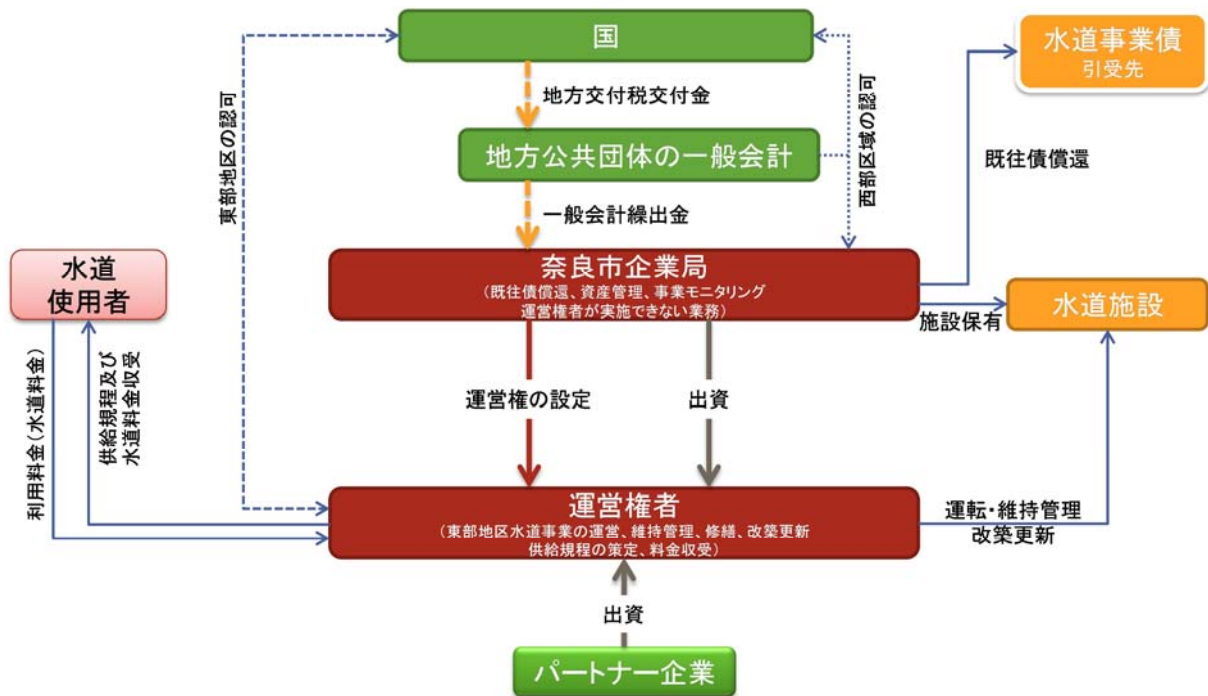 国
水道事業債
引受先
地方交付税交付金
東部地区の認可
西部区域の認可
地方公共団体の一般会計
既往債償還
一般会計繰出金
水道
使用者
奈良市企業局
(既往債償還、資産管理、事業モニタリング
運営権者が実施できない業務)
水道施設
施設保有
利用料金(水道料金)
供給規程及び
水道料金収受
運営権の設定
出資
運営権者
(東部地区水道事業の運営、維持管理、修繕、改築更新
供給規程の策定、料金収受)
運転・維持管理
改築更新
出資
パートナー企業